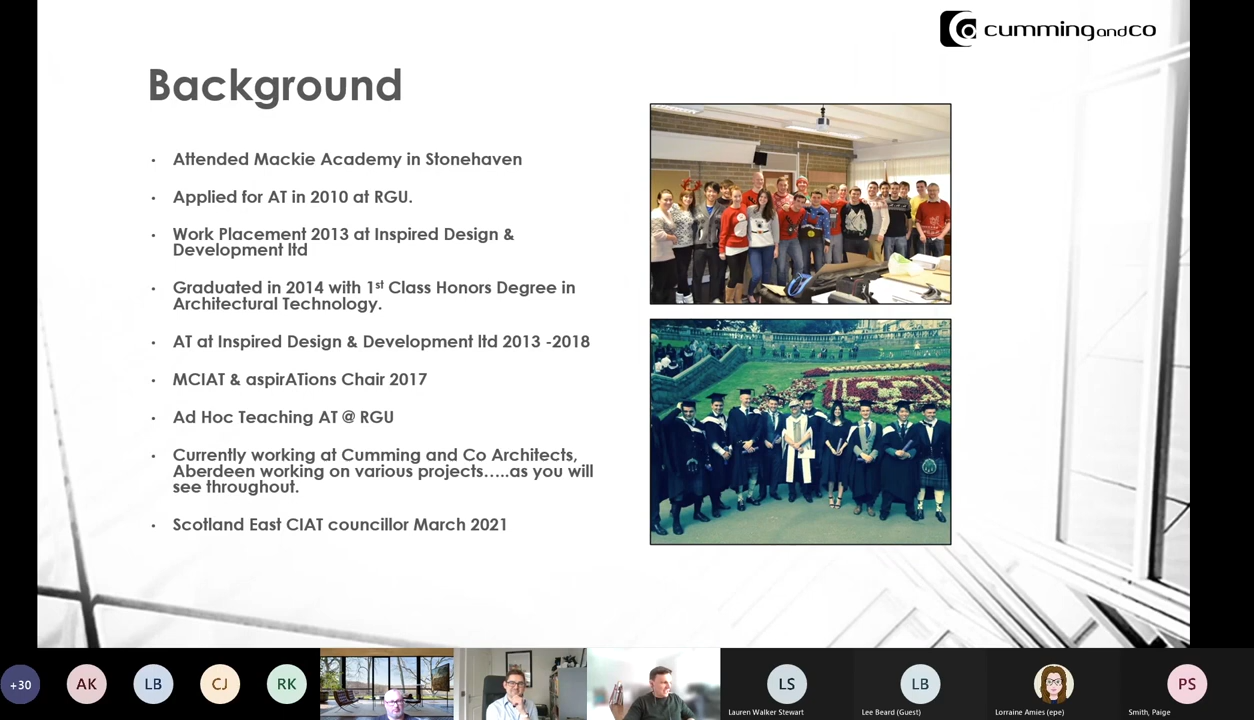 cummingandco
Background
• Attended Mackie Academy in Stonehaven
• Applied for AT in 2010 at RGU.
• Work Placement 2013 at Inspired Design &
Development ltd
• Graduated in 2014 with 1st Class Honors Degree in
Architectural Technology.
• AT at Inspired Design & Development ltd 2013 -2018
• MCIAT & aspirATions Chair 2017
• Ad Hoc Teaching AT @ RGU
• Currently working at Cumming and Co Architects,
Aberdeen working on various projects…..as you will
see throughout.
• Scotland East CIAT councillor March 2021
+30
AK
LB
CJ
RK
LS
LB
PS
Lauren Walker Stewart
Lee Beard (Guest)
Lorraine Amies (epe)
Smith, Paige